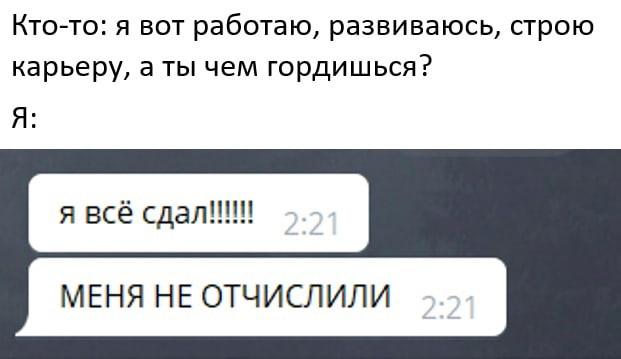 Кто-то: я вот работаю, развиваюсь, строю
карьеру, а ты чем гордишься?
Я:
я всё сдал!!!!!! 2:21
МЕНЯ НЕ ОТЧИСЛИЛИ 2:21